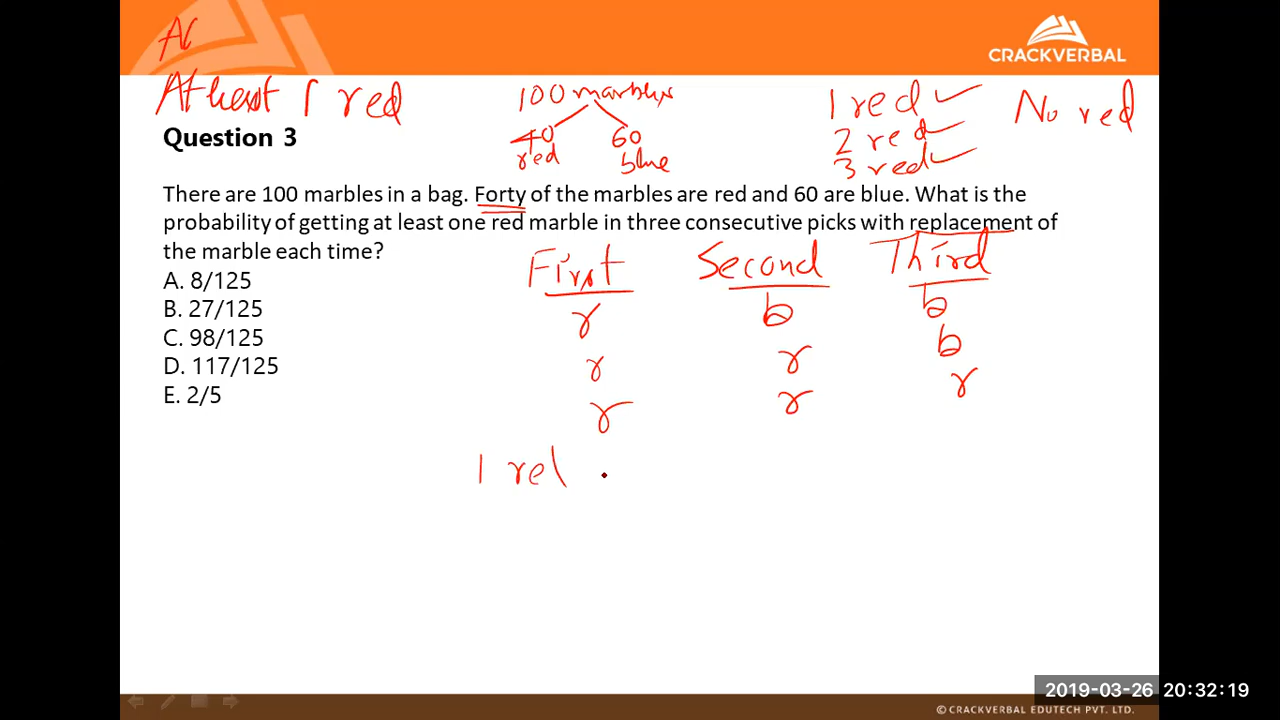 A
CRACKVERBAL
At least 1 red
100 marbles
1 red
No red
40 60
2 red
red blue
3 red
Question 3
There are 100 marbles in a bag. Forty of the marbles are red and 60 are blue. What is the
probability of getting at least one red marble in three consecutive picks with replacement of
the marble each time?
A. 8/125
B. 27/125
C. 98/125
D. 117/125
E. 2/5
First Second Third
r b b
r r b
r r r
1 red
2019-03-26 20:32:19
© CRACKVERBAL EDUTECH PVT. LTD.